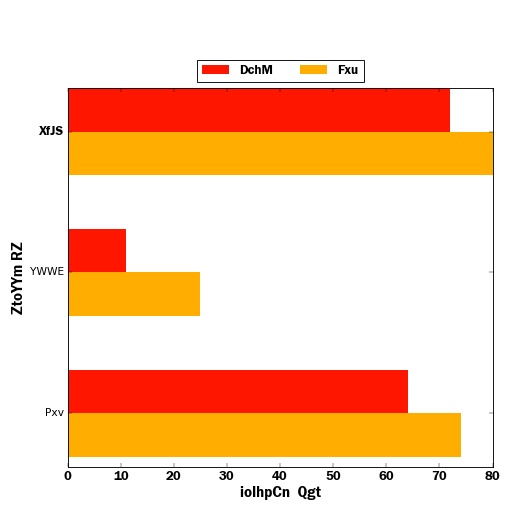 DchM Fxu
XfJS
YWWE
Pxv
ZtoYYm RZ
0 10 20 30 40 50 60 70 80
iolhpCn Qgt